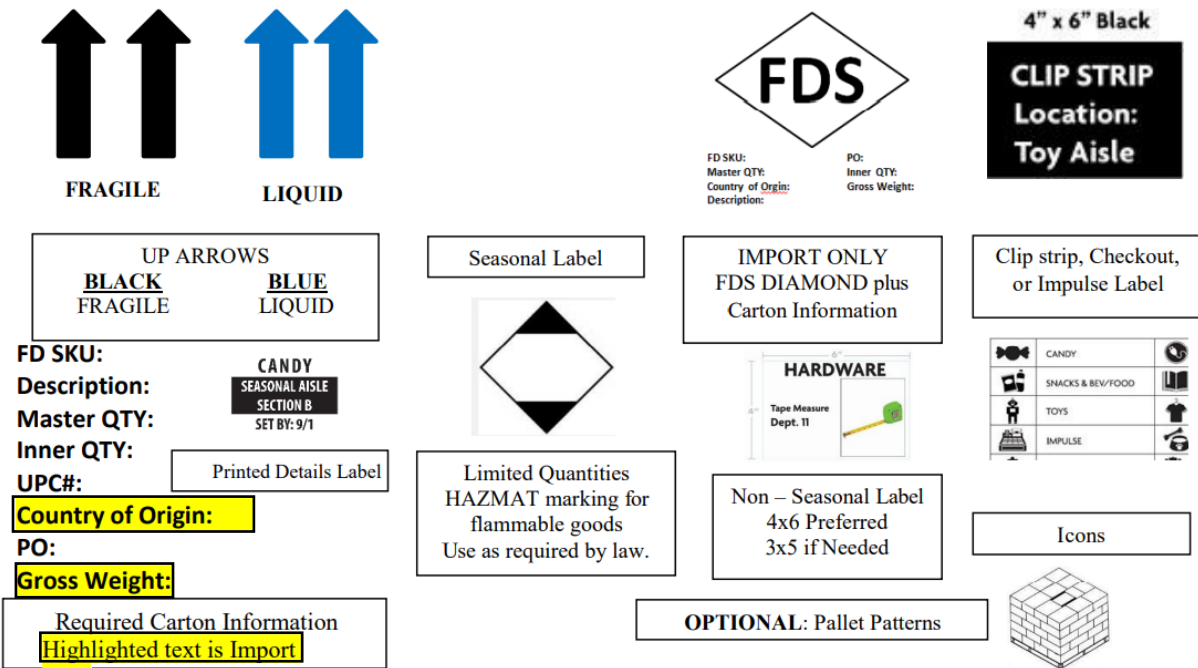 FRAGILE
LIQUID
FDS
FD SKU: PO:
Master QTY: Inner QTY:
Country of Orgin: Gross Weight:
Description:
4” x 6” Black
CLIP STRIP
Location:
Toy Aisle
UP ARROWS
BLACK BLUE
FRAGILE LIQUID
Seasonal Label
IMPORT ONLY
FDS DIAMOND plus
Carton Information
Clip strip, Checkout,
or Impulse Label
FD SKU:
Description:
Master QTY:
Inner QTY:
UPC#:
Country of Origin:
PO:
Gross Weight:
CANDY
SEASONAL AISLE
SECTION B
SET BY: 9/1
Printed Details Label
Limited Quantities
HAZMAT marking for
flammable goods
Use as required by law.
6"
4"
HARDWARE
Tape Measure
Dept. 11
Non – Seasonal Label
4x6 Preferred
3x5 if Needed
CANDY
SNACKS & BEV/FOOD
TOYS
IMPULSE
Icons
Required Carton Information
Highlighted text is Import
OPTIONAL: Pallet Patterns